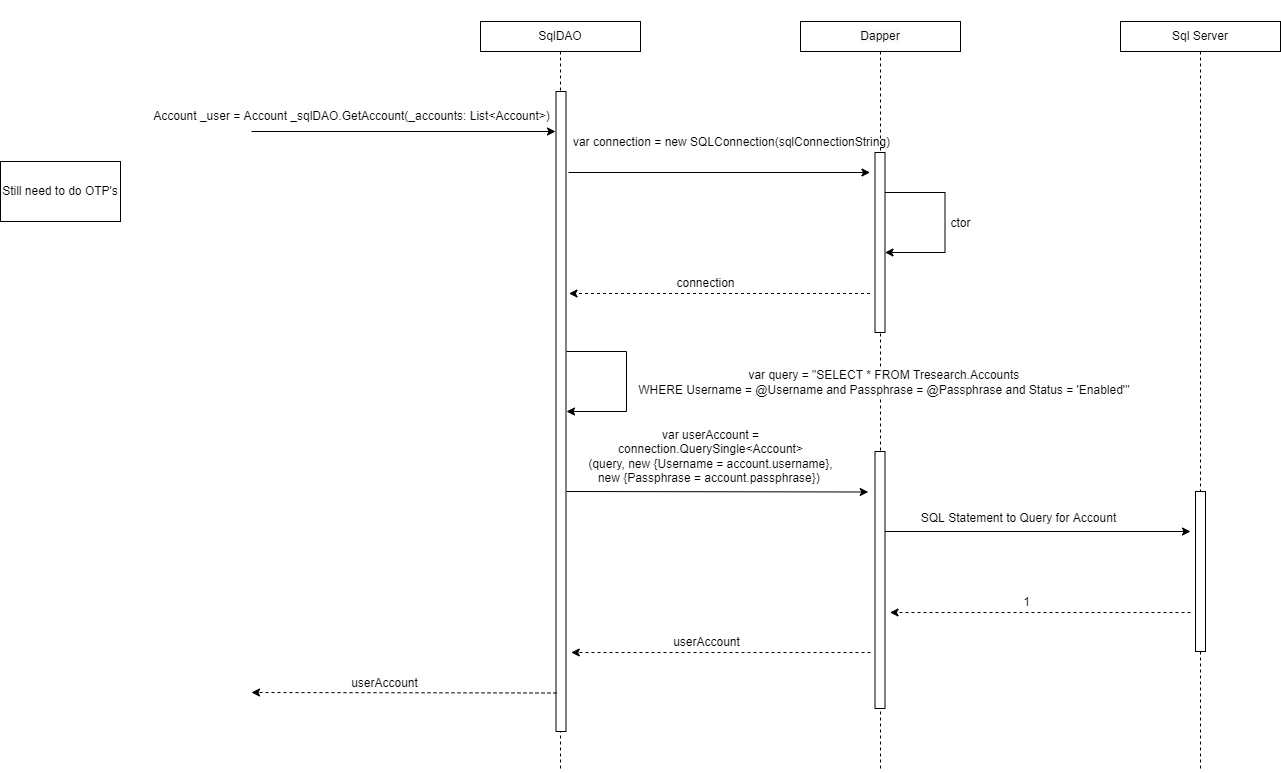 SqlDAO
Dapper
Sql Server
Account _user = Account _sqlDAO.GetAccount(_accounts: List<Account>)
var connection = new SQLConnection(sqlConnectionString)
Still need to do OTP's
ctor
connection
var query = "SELECT * FROM Tresearch.Accounts
WHERE Username = @Username and Passphrase = @Passphrase and Status = 'Enabled'"
var userAccount =
connection.QuerySingle<Account>
(query, new {Username = account.username},
new {Passphrase = account.passphrase})
SQL Statement to Query for Account
1
userAccount
userAccount